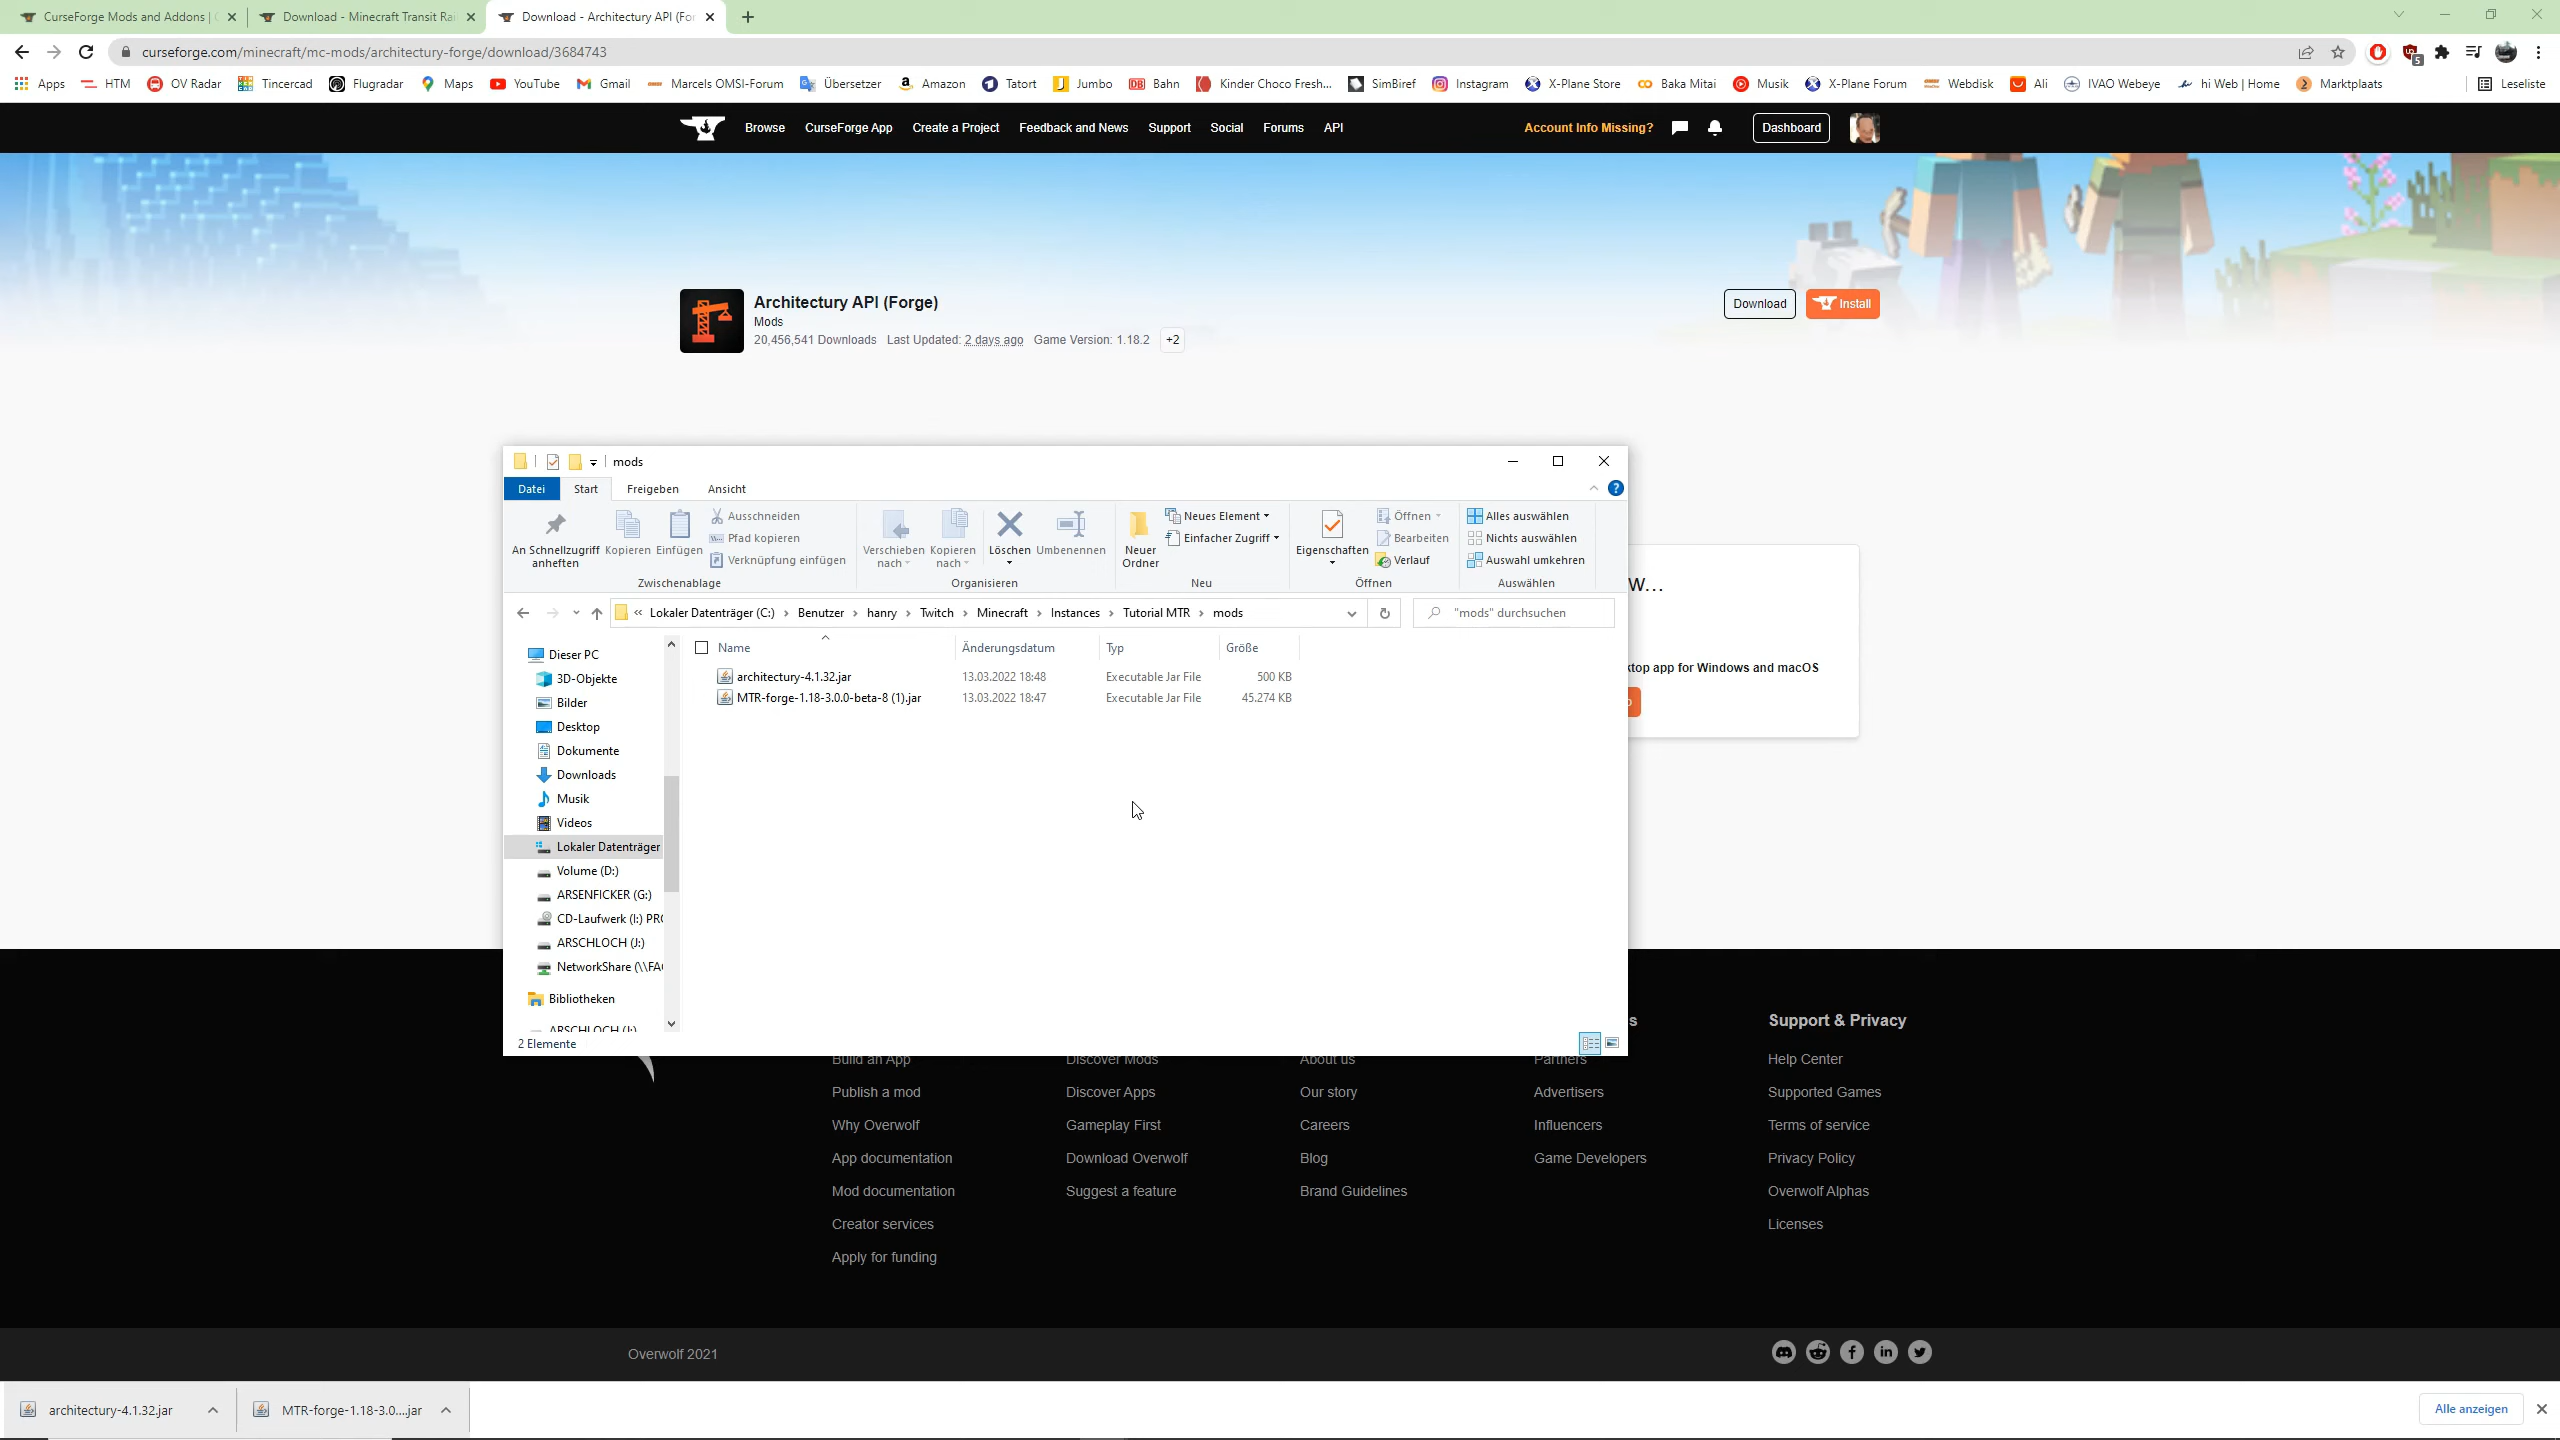 CurseForge Mods and Addons |
Download - Minecraft Transit Rai
Download - Architectury API (For
curseforge.com/minecraft/mc-mods/architectury-forge/download/3684743
5
Apps
HTM
OV Radar
Tincercad
Flugradar
Maps
YouTube
Gmail
Marcels OMSI-Forum
Übersetzer
Amazon
Tatort
Jumbo
Bahn
Kinder Choco Fresh...
SimBiref
Instagram
X-Plane Store
Baka Mitai
Musik
X-Plane Forum
Webdisk
Ali
IVAO Webeye
hi Web | Home
Marktplaats
Leseliste
Browse
CurseForge App
Create a Project
Feedback and News
Support
Social
Forums
API
Account Info Missing?
Dashboard
Architectury API (Forge)
Mods
20,456,541 Downloads Last Updated: 2 days ago Game Version: 1.18.2 +2
Download
Install
mods
Datei
Start
Freigeben
Ansicht
An Schnellzugriff
anheften
Kopieren
Einfügen
Ausschneiden
Pfad kopieren
Verknüpfung einfügen
Zwischenablage
Verschieben
nach
Kopieren
nach
Löschen
Umbenennen
Organisieren
Neuer
Ordner
Neues Element
Einfacher Zugriff
Neu
Eigenschaften
Öffnen
Bearbeiten
Verlauf
Öffnen
Alles auswählen
Nichts auswählen
Auswahl umkehren
Auswählen
« Lokaler Datenträger (C:) › Benutzer › hanry › Twitch › Minecraft › Instances › Tutorial MTR › mods
"mods" durchsuchen
W...
ktop app for Windows and macOS
Dieser PC
3D-Objekte
Bilder
Desktop
Dokumente
Downloads
Musik
Videos
Lokaler Datenträger
Volume (D:)
ARSENFICKER (G:)
CD-Laufwerk (I:) PRO
ARSCHLOCH (J:)
NetworkShare (\\FA
Bibliotheken
ARSCHLOCH (J:)
Name
Änderungsdatum
Typ
Größe
architectury-4.1.32.jar 13.03.2022 18:48 Executable Jar File 500 KB
MTR-forge-1.18-3.0.0-beta-8 (1).jar 13.03.2022 18:47 Executable Jar File 45.274 KB
2 Elemente
s
Build an App
Publish a mod
Why Overwolf
App documentation
Mod documentation
Creator services
Apply for funding
Discover Mods
Discover Apps
Gameplay First
Download Overwolf
Suggest a feature
About us
Our story
Careers
Blog
Brand Guidelines
Partners
Advertisers
Influencers
Game Developers
Support & Privacy
Help Center
Supported Games
Terms of service
Privacy Policy
Overwolf Alphas
Licenses
Overwolf 2021
architectury-4.1.32.jar
MTR-forge-1.18-3.0....jar
Alle anzeigen